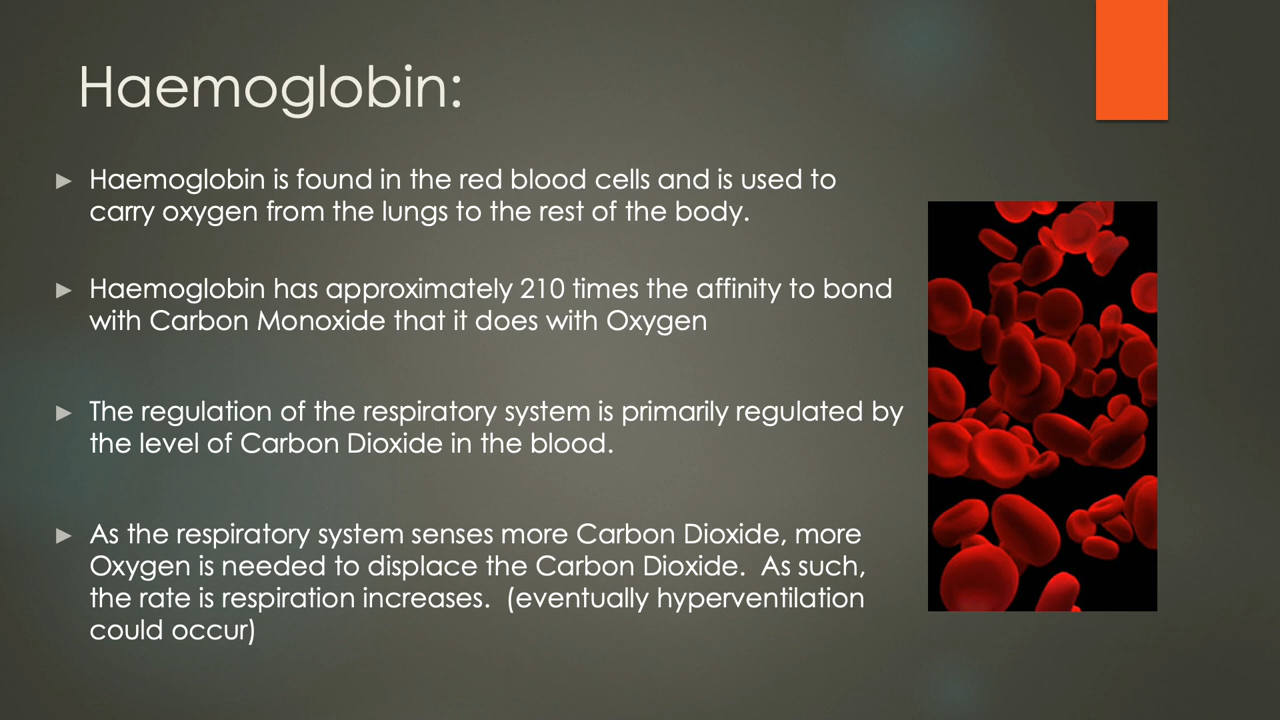 Haemoglobin:
Haemoglobin is found in the red blood cells and is used to
carry oxygen from the lungs to the rest of the body.
Haemoglobin has approximately 210 times the affinity to bond
with Carbon Monoxide that it does with Oxygen
The regulation of the respiratory system is primarily regulated by
the level of Carbon Dioxide in the blood.
As the respiratory system senses more Carbon Dioxide, more
Oxygen is needed to displace the Carbon Dioxide.  As such,
the rate is respiration increases.  (eventually hyperventilation
could occur)